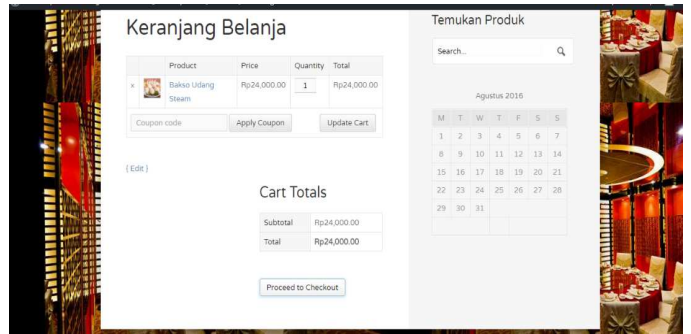 Keranjang Belanja
Product Price Quantity Total
× Bakso Udang Steam Rp24,000.00 1 Rp24,000.00
Coupon code Apply Coupon Update Cart
( Edit )
Cart Totals
Subtotal Rp24,000.00
Total Rp24,000.00
Proceed to Checkout
Temukan Produk
Search...
Agustus 2016
M T W T F S S
1 2 3 4 5 6 7
8 9 10 11 12 13 14
15 16 17 18 19 20 21
22 23 24 25 26 27 28
29 30 31